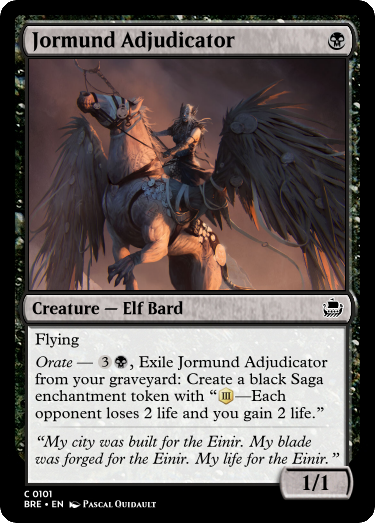 Jormund Adjudicator
Creature — Elf Bard
Flying
Orate — 3, Exile Jormund Adjudicator
from your graveyard: Create a black Saga
enchantment token with “III—Each
opponent loses 2 life and you gain 2 life.”
“My city was built for the Einir. My blade
was forged for the Einir. My life for the Einir.”
1/1
C 0101
BRE • EN Pascal Quidault